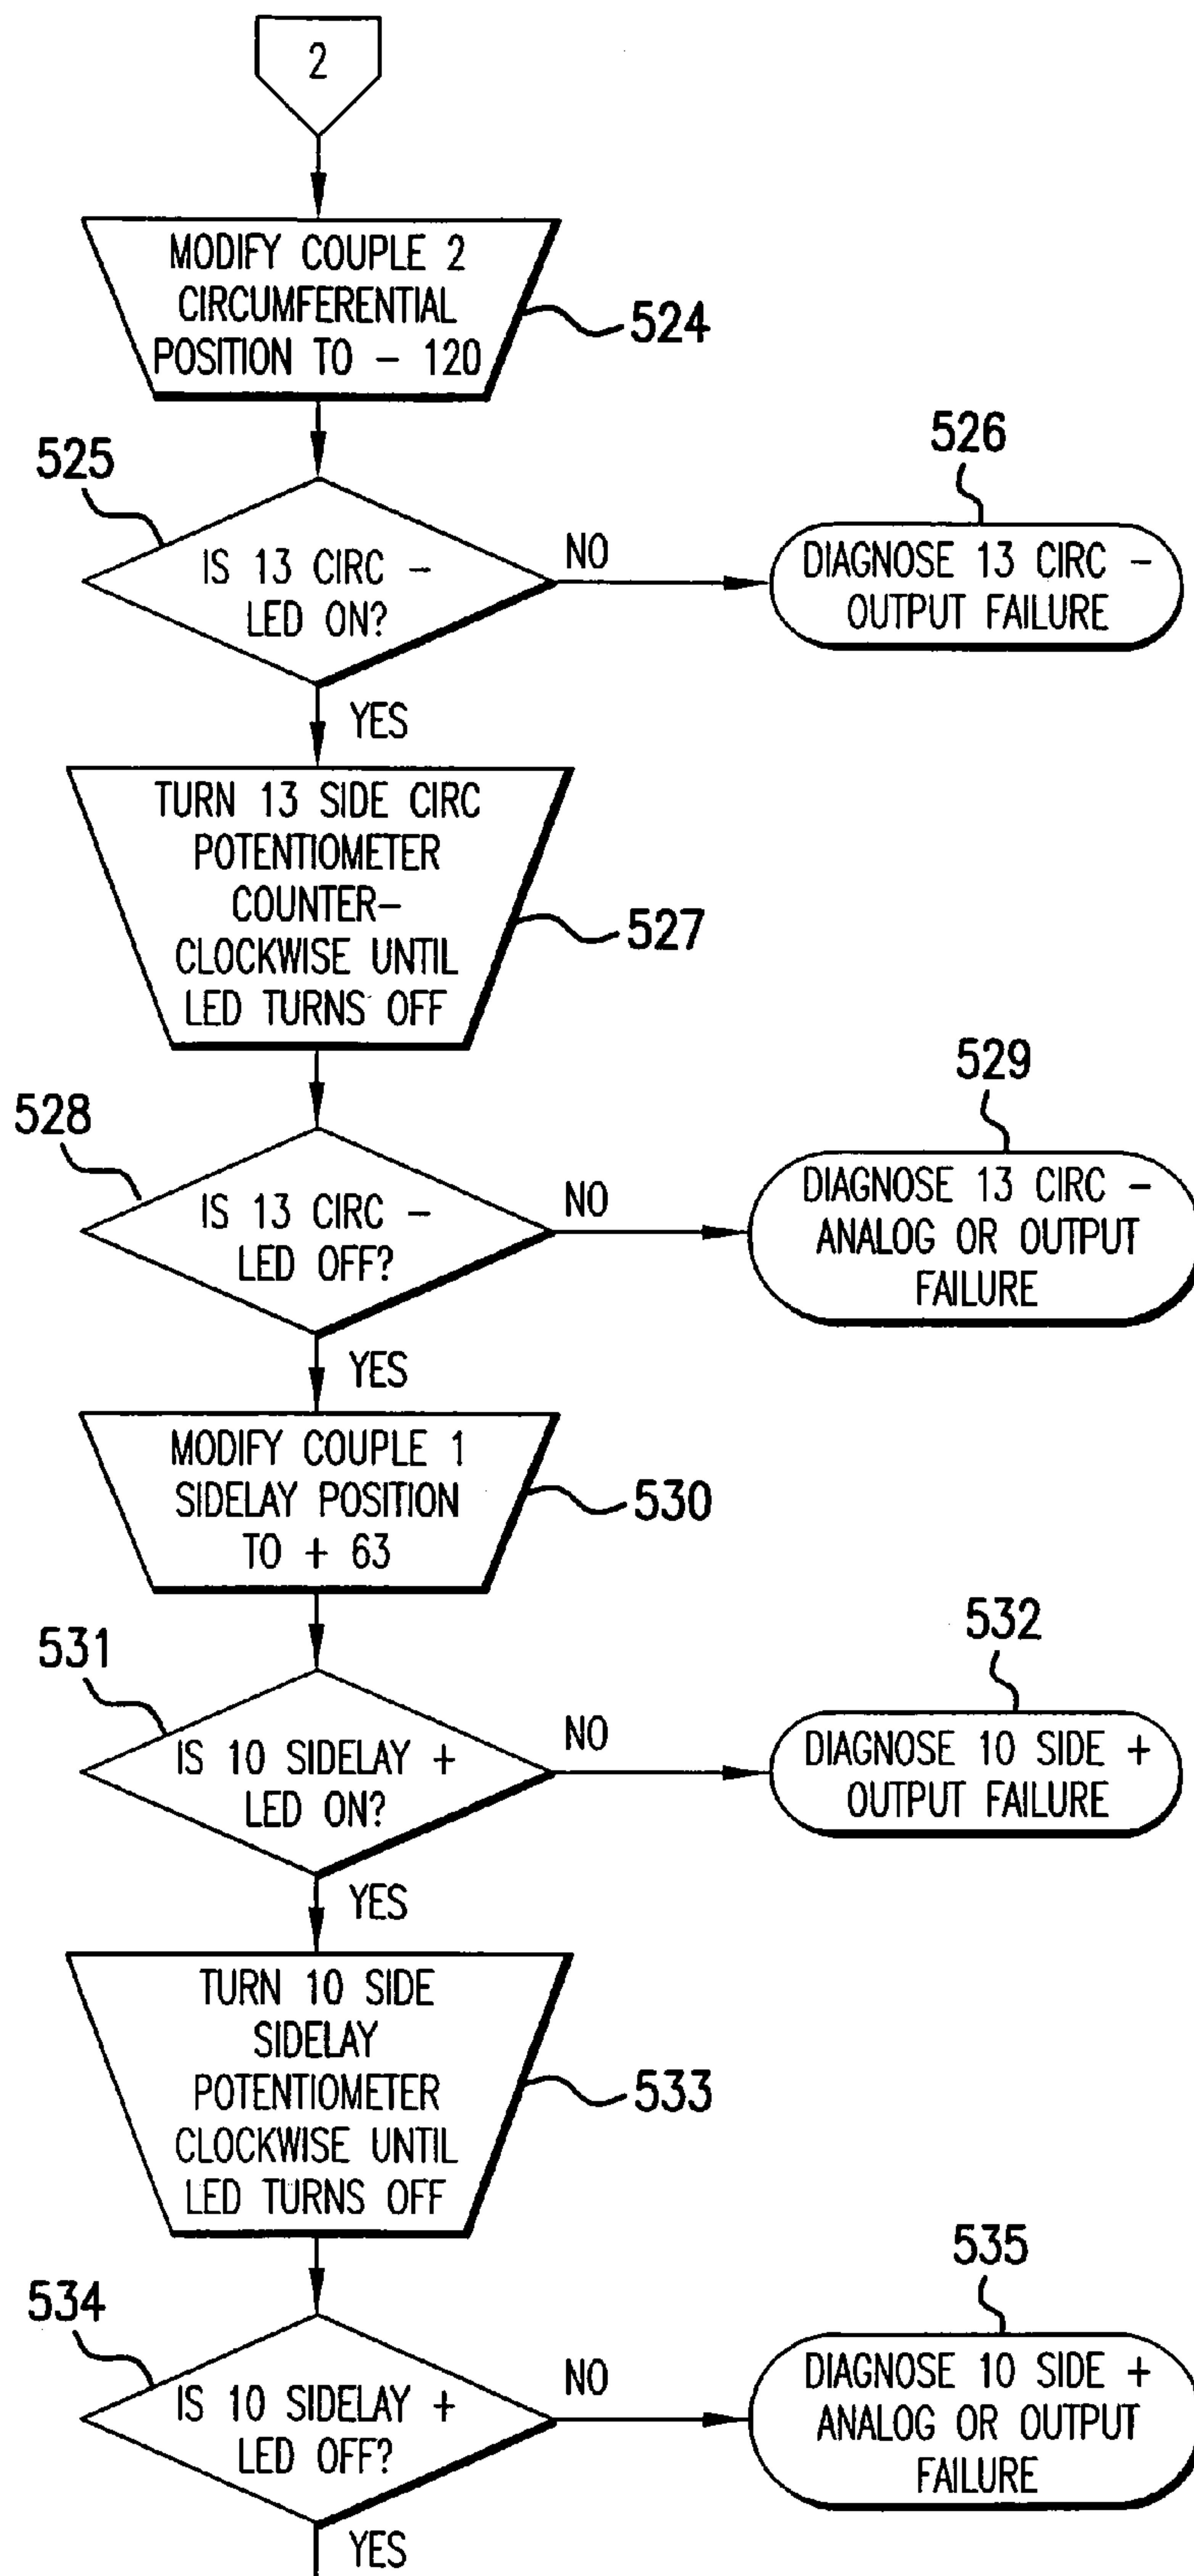 2
MODIFY COUPLE 2
CIRCUMFERENTIAL
POSITION TO - 120
524
525
IS 13 CIRC -
LED ON?
NO
526
DIAGNOSE 13 CIRC -
OUTPUT FAILURE
YES
TURN 13 SIDE CIRC
POTENTIOMETER
COUNTER-
CLOCKWISE UNTIL
LED TURNS OFF
527
528
IS 13 CIRC -
LED OFF?
NO
529
DIAGNOSE 13 CIRC -
ANALOG OR OUTPUT
FAILURE
YES
MODIFY COUPLE 1
SIDELAY POSITION
TO + 63
530
531
IS 10 SIDELAY +
LED ON?
NO
532
DIAGNOSE 10 SIDE +
OUTPUT FAILURE
YES
TURN 10 SIDE
SIDELAY
POTENTIOMETER
CLOCKWISE UNTIL
LED TURNS OFF
533
534
IS 10 SIDELAY +
LED OFF?
NO
535
DIAGNOSE 10 SIDE +
ANALOG OR OUTPUT
FAILURE
YES